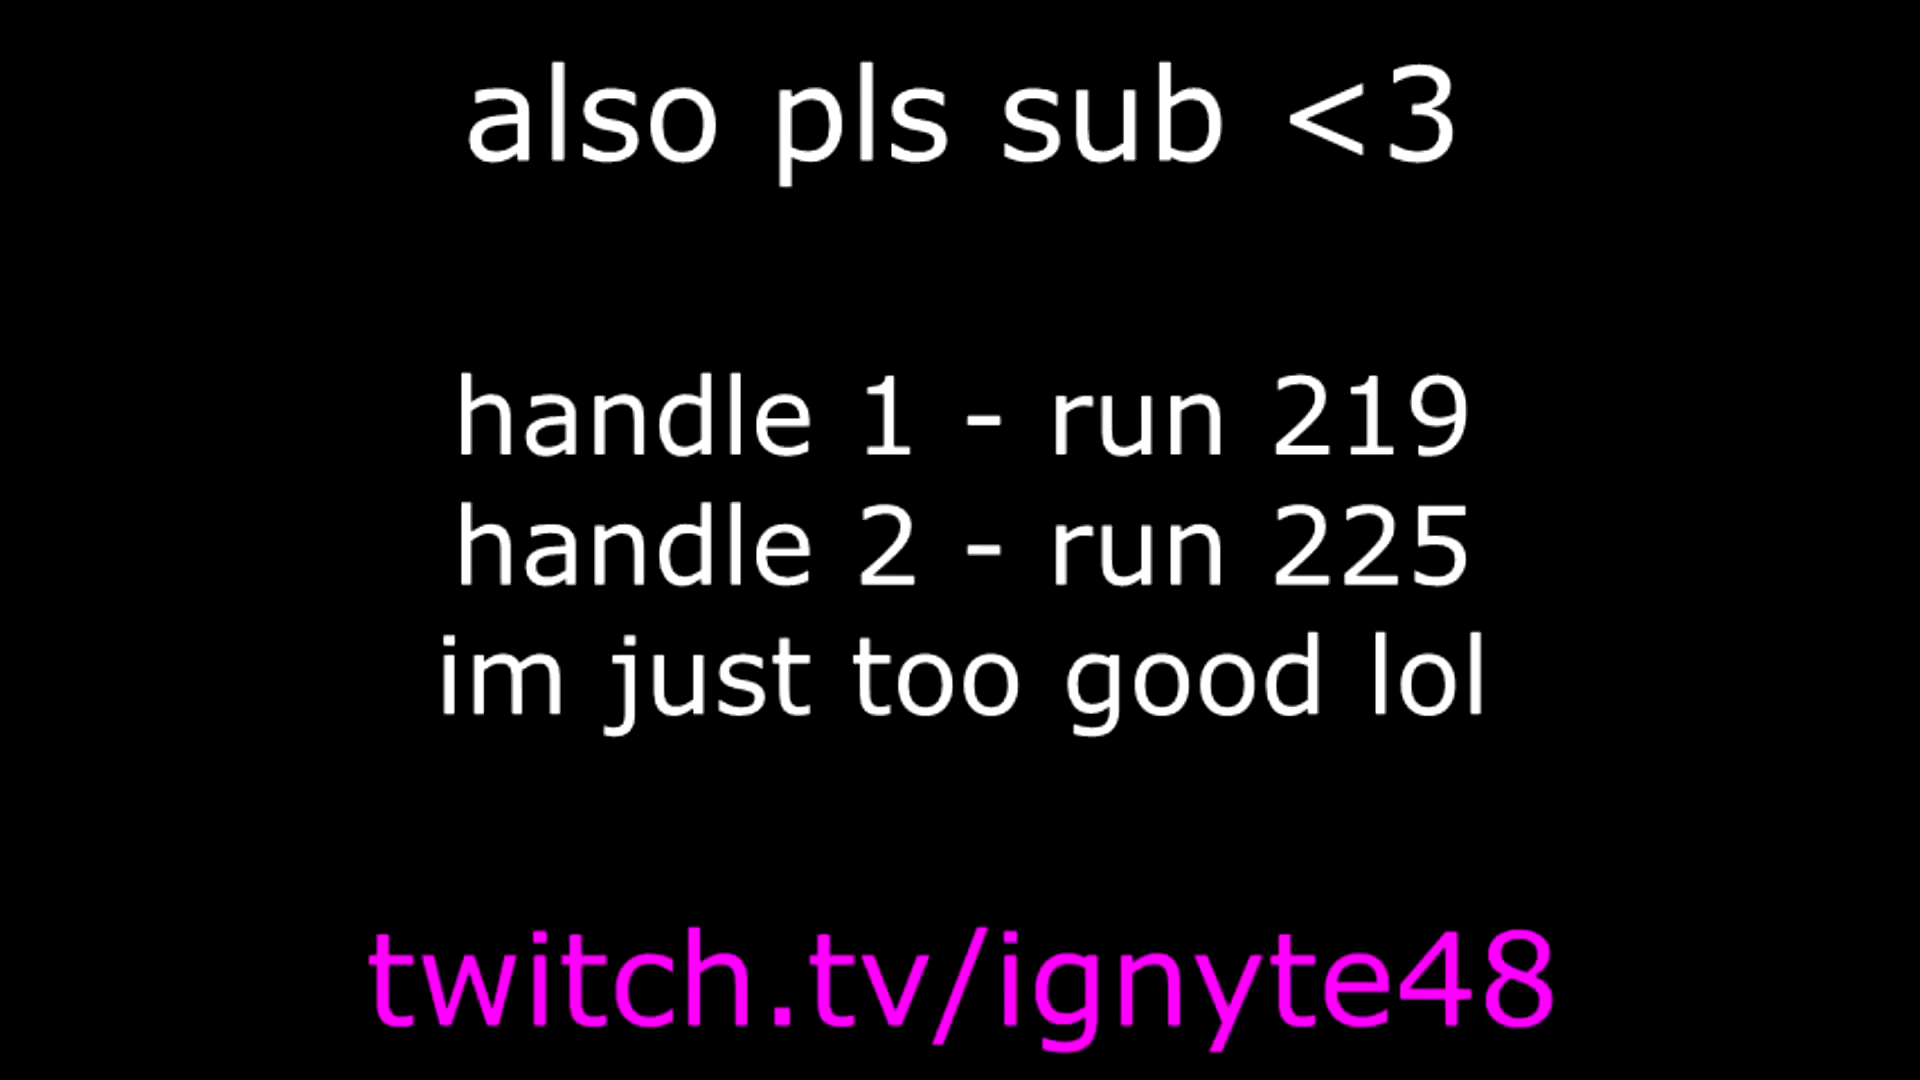 also pls sub <3
handle 1 - run 219
handle 2 - run 225
im just too good lol
twitch.tv/ignyte48